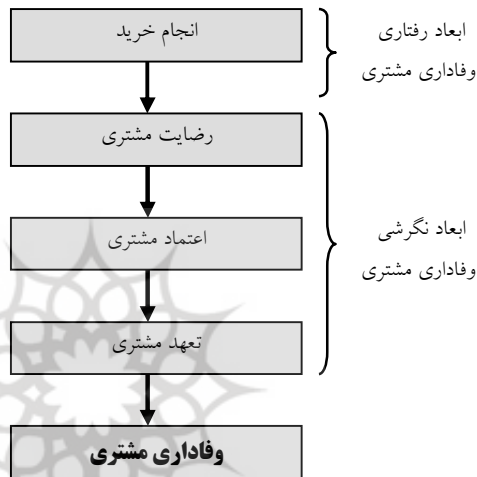 انجام خرید
ابعاد رفتاری
وفاداری مشتری
رضایت مشتری
اعتماد مشتری
ابعاد نگرشی
وفاداری مشتری
تعهد مشتری
وفاداری مشتری